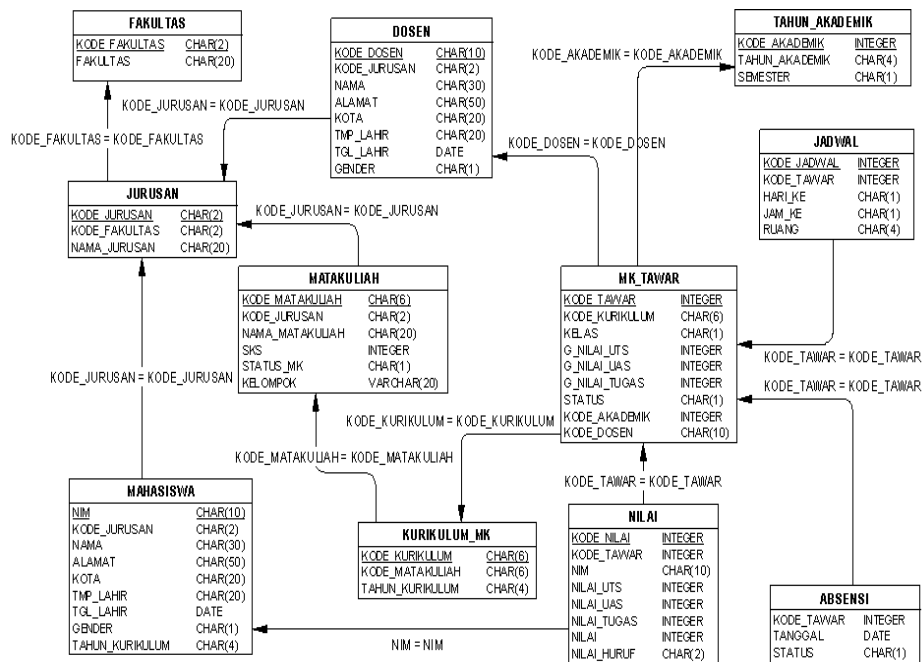 FAKULTAS
KODE_FAKULTAS CHAR(2)
FAKULTAS CHAR(20)
DOSEN
KODE_DOSEN CHAR(10)
KODE_JURUSAN CHAR(2)
NAMA CHAR(30)
ALAMAT CHAR(50)
KOTA CHAR(20)
TMP_LAHIR CHAR(20)
TGL_LAHIR DATE
GENDER CHAR(1)
TAHUN_AKADEMIK
KODE_AKADEMIK INTEGER
TAHUN_AKADEMIK CHAR(4)
SEMESTER CHAR(1)
KODE_AKADEMIK = KODE_AKADEMIK
KODE_JURUSAN = KODE_JURUSAN
KODE_FAKULTAS = KODE_FAKULTAS
KODE_DOSEN = KODE_DOSEN
JADWAL
KODE_JADWAL INTEGER
KODE_TAWAR INTEGER
HARI_KE CHAR(1)
JAM_KE CHAR(1)
RUANG CHAR(4)
JURUSAN
KODE_JURUSAN CHAR(2)
KODE_FAKULTAS CHAR(2)
NAMA_JURUSAN CHAR(20)
KODE_JURUSAN = KODE_JURUSAN
MATAKULIAH
KODE_MATAKULIAH CHAR(6)
KODE_JURUSAN CHAR(2)
NAMA_MATAKULIAH CHAR(20)
SKS INTEGER
STATUS_MK CHAR(1)
KELOMPOK VARCHAR(20)
MK_TAWAR
KODE_TAWAR INTEGER
KODE_KURIKULUM CHAR(6)
KELAS CHAR(1)
G_NILAI_UTS INTEGER
G_NILAI_UAS INTEGER
G_NILAI_TUGAS INTEGER
STATUS CHAR(1)
KODE_AKADEMIK INTEGER
KODE_DOSEN CHAR(10)
KODE_TAWAR = KODE_TAWAR
KODE_TAWAR = KODE_TAWAR
KODE_JURUSAN = KODE_JURUSAN
KODE_KURIKULUM = KODE_KURIKULUM
KODE_MATAKULIAH = KODE_MATAKULIAH
KODE_TAWAR = KODE_TAWAR
MAHASISWA
NIM CHAR(10)
KODE_JURUSAN CHAR(2)
NAMA CHAR(30)
ALAMAT CHAR(50)
KOTA CHAR(20)
TMP_LAHIR CHAR(20)
TGL_LAHIR DATE
GENDER CHAR(1)
TAHUN_KURIKULUM CHAR(4)
KURIKULUM_MK
KODE_KURIKULUM CHAR(6)
KODE_MATAKULIAH CHAR(6)
TAHUN_KURIKULUM CHAR(4)
NILAI
KODE_NILAI INTEGER
KODE_TAWAR INTEGER
NIM CHAR(10)
NILAI_UTS INTEGER
NILAI_UAS INTEGER
NILAI_TUGAS INTEGER
NILAI INTEGER
NILAI_HURUF CHAR(2)
NIM = NIM
ABSENSI
KODE_TAWAR INTEGER
TANGGAL DATE
STATUS CHAR(1)